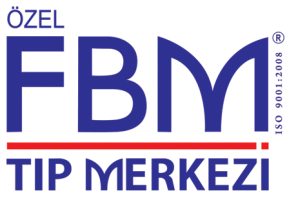 ÖZEL
FBM®
TIP MERKEZİ
ISO 9001:2008